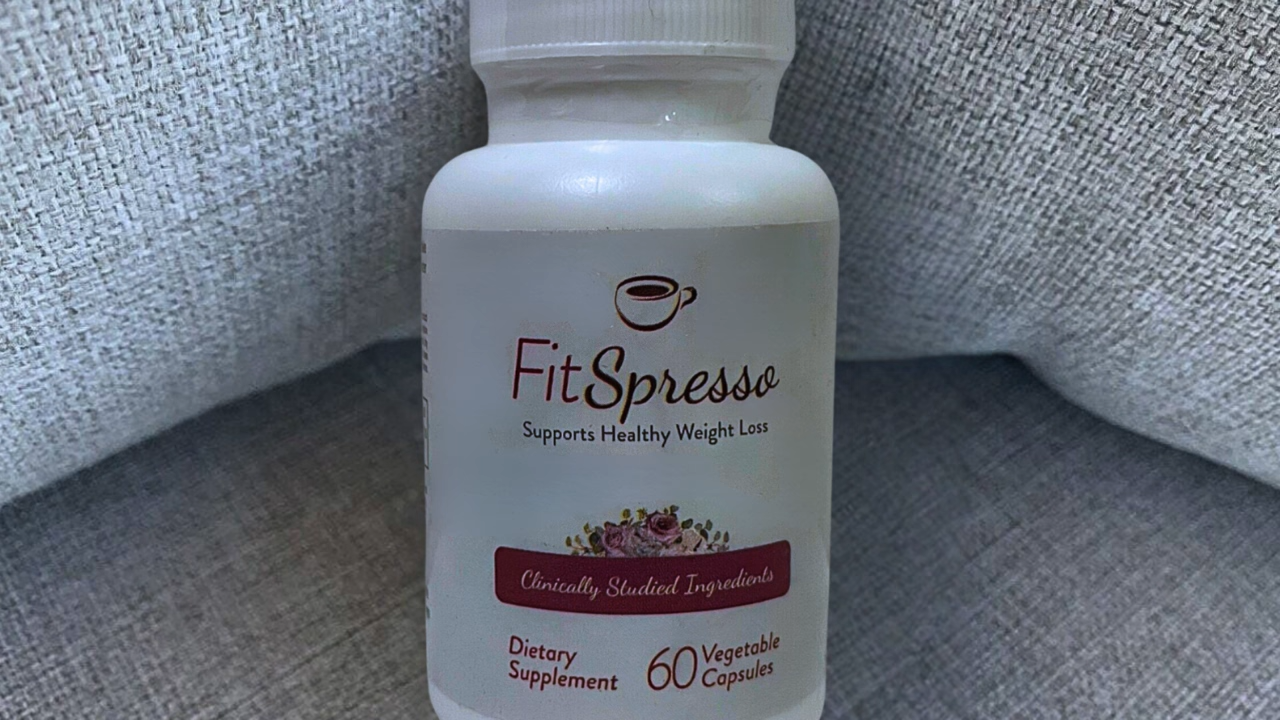 FitSpresso
Supports Healthy Weight Loss
Clinically Studied Ingredients
Dietary
Supplement
60 Vegetable
Capsules